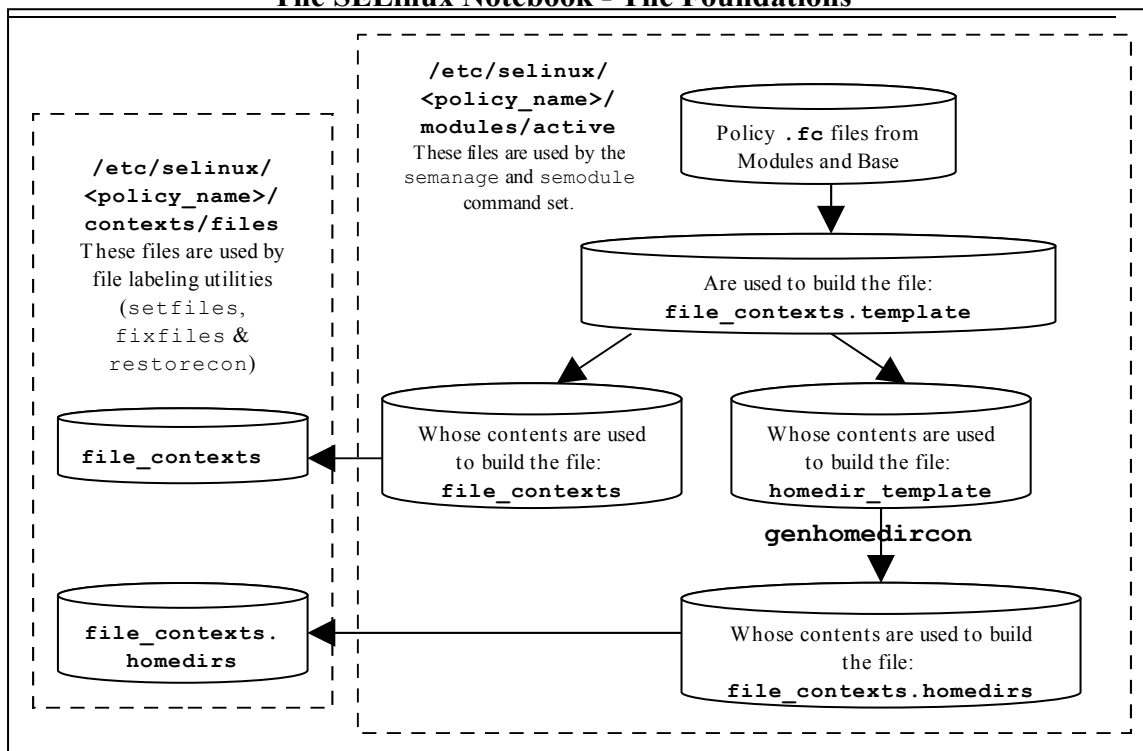 The SELinux Notebook - The Foundations
/etc/selinux/
<policy_name>/
modules/active
These files are used by the
semanage and semodule
command set.
Policy .fc files from
Modules and Base
/etc/selinux/
<policy_name>/
contexts/files
These files are used by
file labeling utilities
(setfiles,
fixfiles &
restorecon)
Are used to build the file:
file_contexts.template
file_contexts
Whose contents are used
to build the file:
file_contexts
Whose contents are used
to build the file:
homedir_template
genhomedircon
file_contexts.
homedirs
Whose contents are used to build
the file:
file_contexts.homedirs